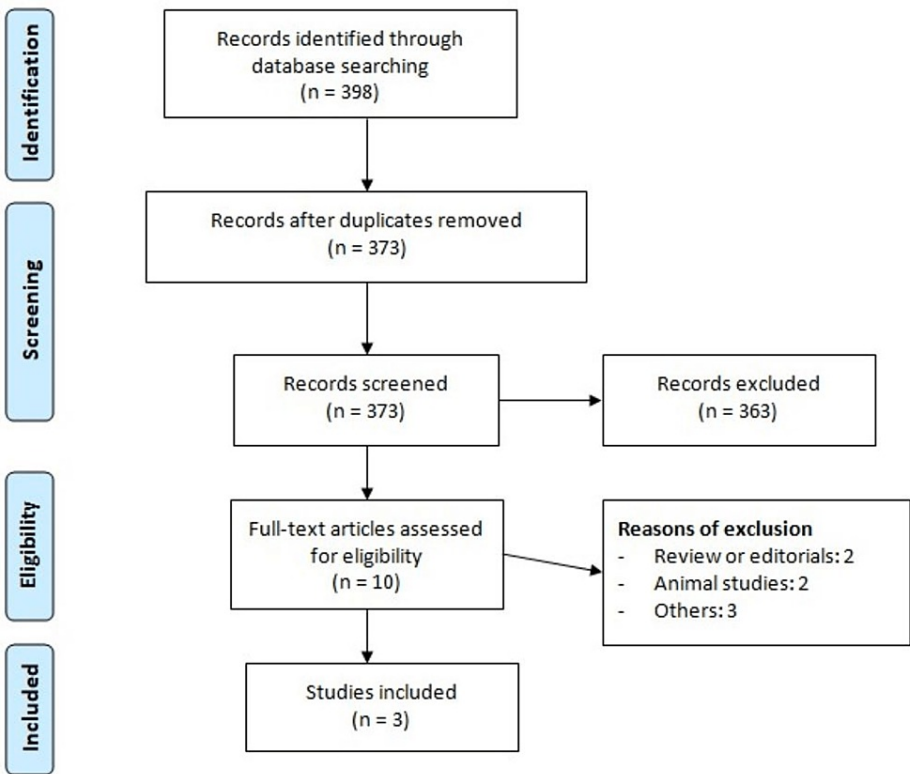 Identification
Records identified through
database searching
(n = 398)
Screening
Records after duplicates removed
(n = 373)
Records screened
(n = 373)
Records excluded
(n = 363)
Eligibility
Full-text articles assessed
for eligibility
(n = 10)
Reasons of exclusion
- Review or editorials: 2
- Animal studies: 2
- Others: 3
Included
Studies included
(n = 3)